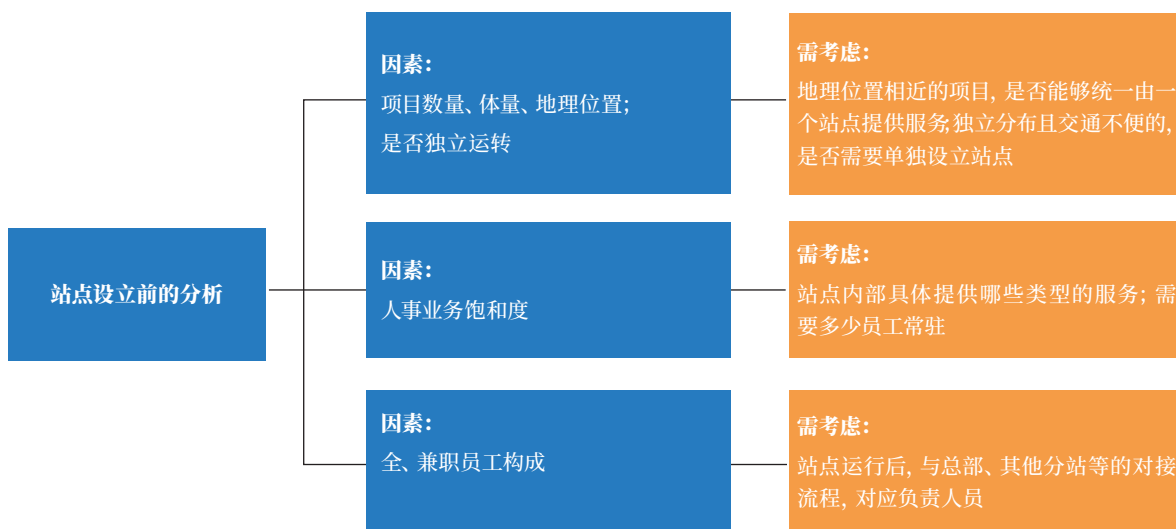 站点设立前的分析
因素：
项目数量、体量、地理位置；
是否独立运转
需考虑：
地理位置相近的项目, 是否能够统一由一
个站点提供服务;独立分布且交通不便的,
是否需要单独设立站点
因素：
人事业务饱和度
需考虑：
站点内部具体提供哪些类型的服务；需
要多少员工常驻
因素：
全、兼职员工构成
需考虑：
站点运行后, 与总部、其他分站等的对接
流程, 对应负责人员